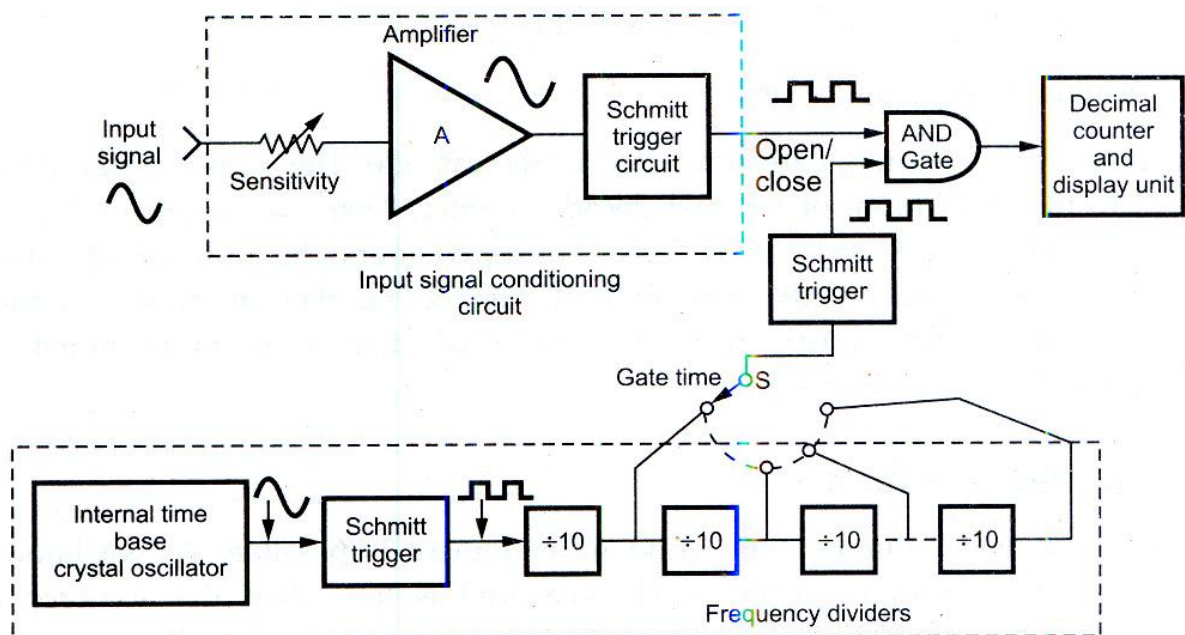 Amplifier
Input
signal
Sensitivity
A
Schmitt
trigger
circuit
Open/
close
AND
Gate
Decimal
counter
and
display unit
Input signal conditioning
circuit
Schmitt
trigger
Gate time
S
Internal time
base
crystal oscillator
Schmitt
trigger
÷10
÷10
÷10
÷10
Frequency dividers